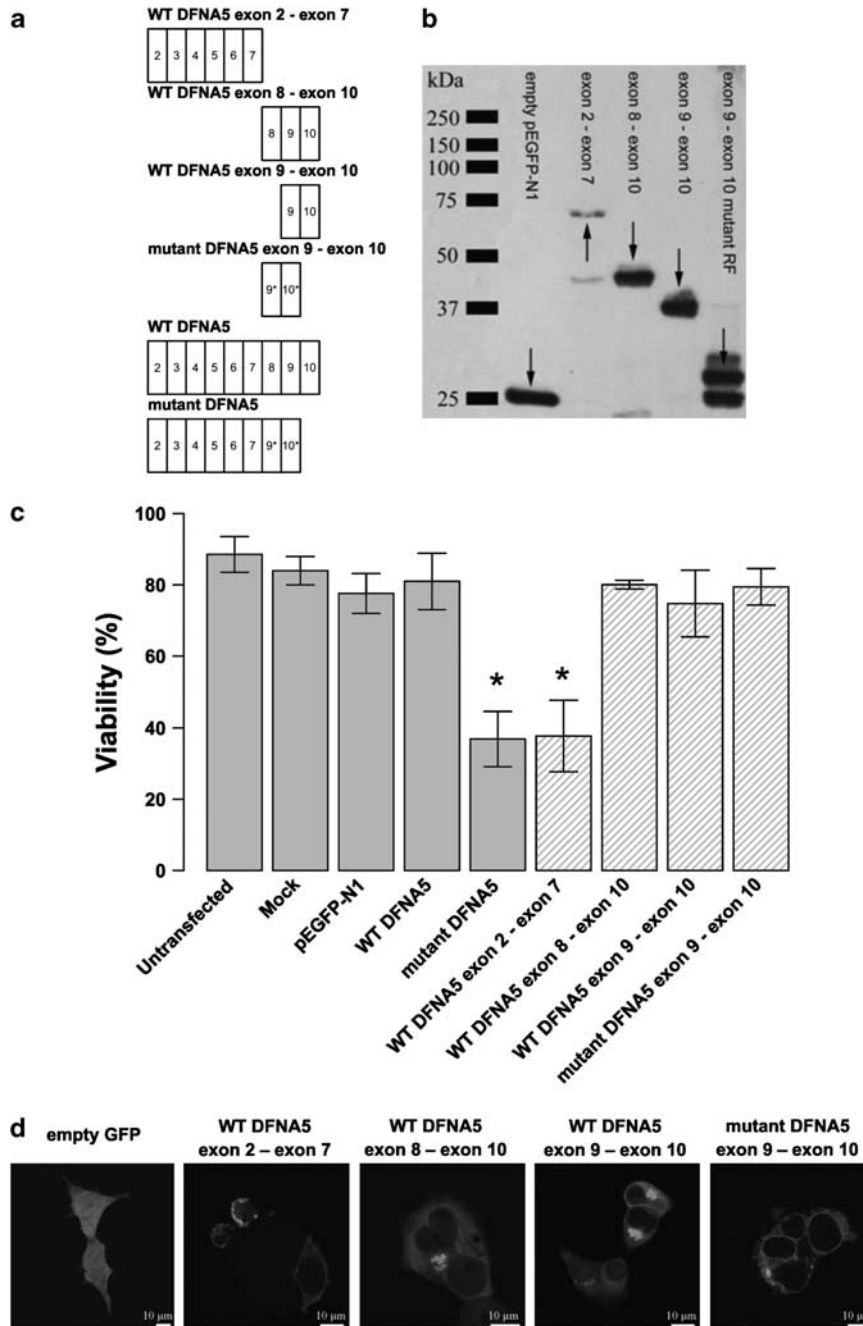 a
WT DFNA5 exon 2 - exon 7
2 3 4 5 6 7
WT DFNA5 exon 8 - exon 10
8 9 10
WT DFNA5 exon 9 - exon 10
9 10
mutant DFNA5 exon 9 - exon 10
9* 10*
WT DFNA5
2 3 4 5 6 7 8 9 10
mutant DFNA5
2 3 4 5 6 7 9* 10*
b
kDa
250
150
100
75
50
37
25
empty pEGFP-N1
exon 2 - exon 7
exon 8 - exon 10
exon 9 - exon 10
exon 9 - exon 10 mutant RF
c
Viability (%)
100
80
60
40
20
0
* *
Untransfected
Mock
pEGFP-N1
WT DFNA5
mutant DFNA5
WT DFNA5 exon 2 - exon 7
WT DFNA5 exon 8 - exon 10
WT DFNA5 exon 9 - exon 10
mutant DFNA5 exon 9 - exon 10
d
empty GFP
WT DFNA5
exon 2 – exon 7
WT DFNA5
exon 8 – exon 10
WT DFNA5
exon 9 – exon 10
mutant DFNA5
exon 9 – exon 10
10 µm
10 µm
10 µm
10 µm
10 µm